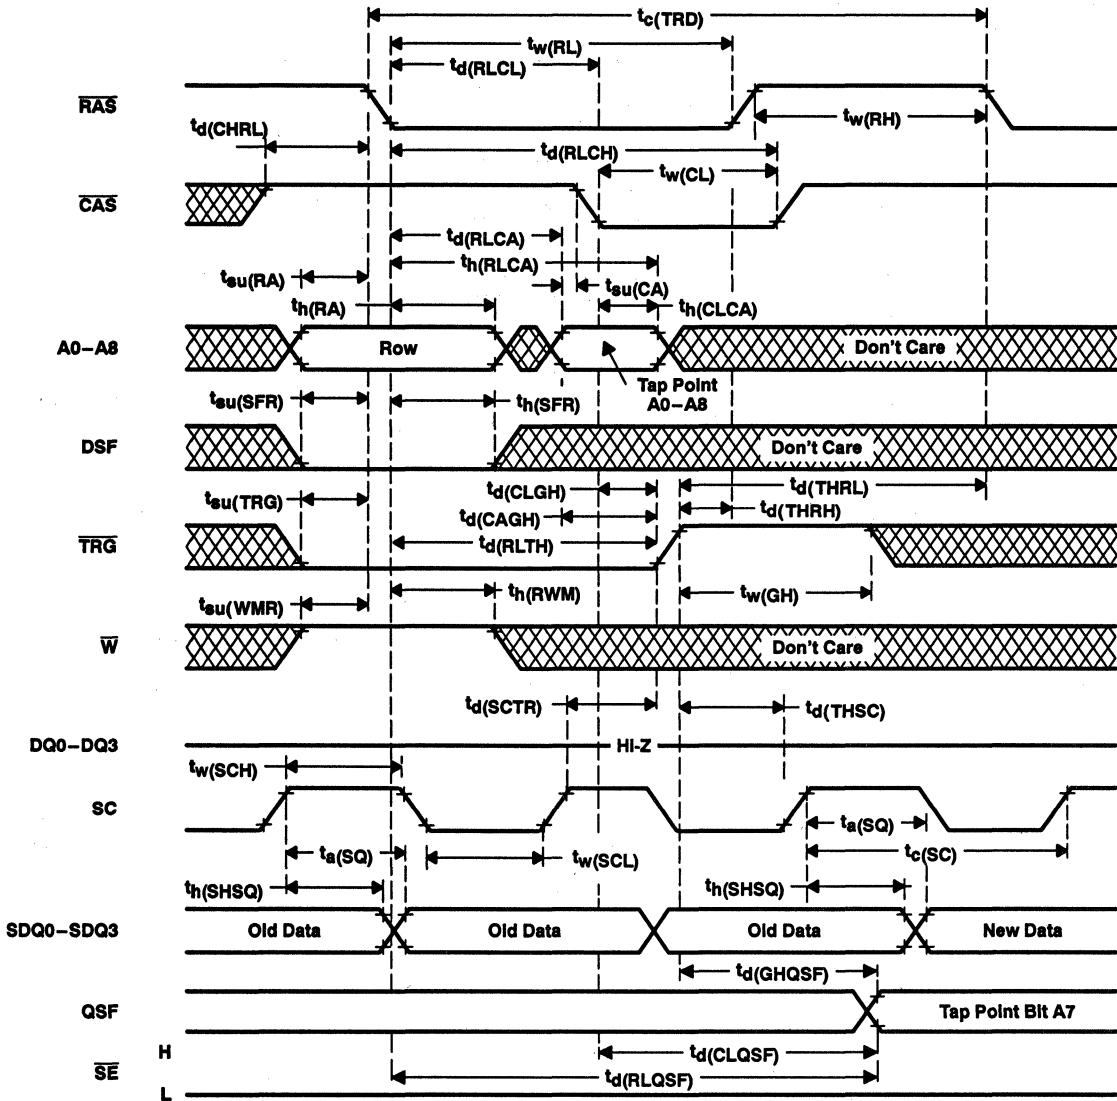 tc(TRD)
tw(RL)
td(RLCL)
RAS
td(CHRL)
tw(RH)
td(RLCH)
tw(CL)
CAS
td(RLCA)
th(RLCA)
tsu(RA)
tsu(CA)
th(RA)
th(CLCA)
A0–A8
Row
Don't Care
Tap Point
A0–A8
tsu(SFR)
th(SFR)
DSF
Don't Care
td(CLGH)
td(THRL)
tsu(TRG)
td(CAGH)
td(THRH)
TRG
td(RLTH)
th(RWM)
tw(GH)
tsu(WMR)
W
Don't Care
td(SCTR)
td(THSC)
DQ0–DQ3
HI-Z
tw(SCH)
SC
ta(SQ)
ta(SQ)
tw(SCL)
tc(SC)
th(SHSQ)
th(SHSQ)
SDQ0–SDQ3
Old Data
Old Data
Old Data
New Data
td(GHQSF)
QSF
Tap Point Bit A7
H
td(CLQSF)
SE
td(RLQSF)
L